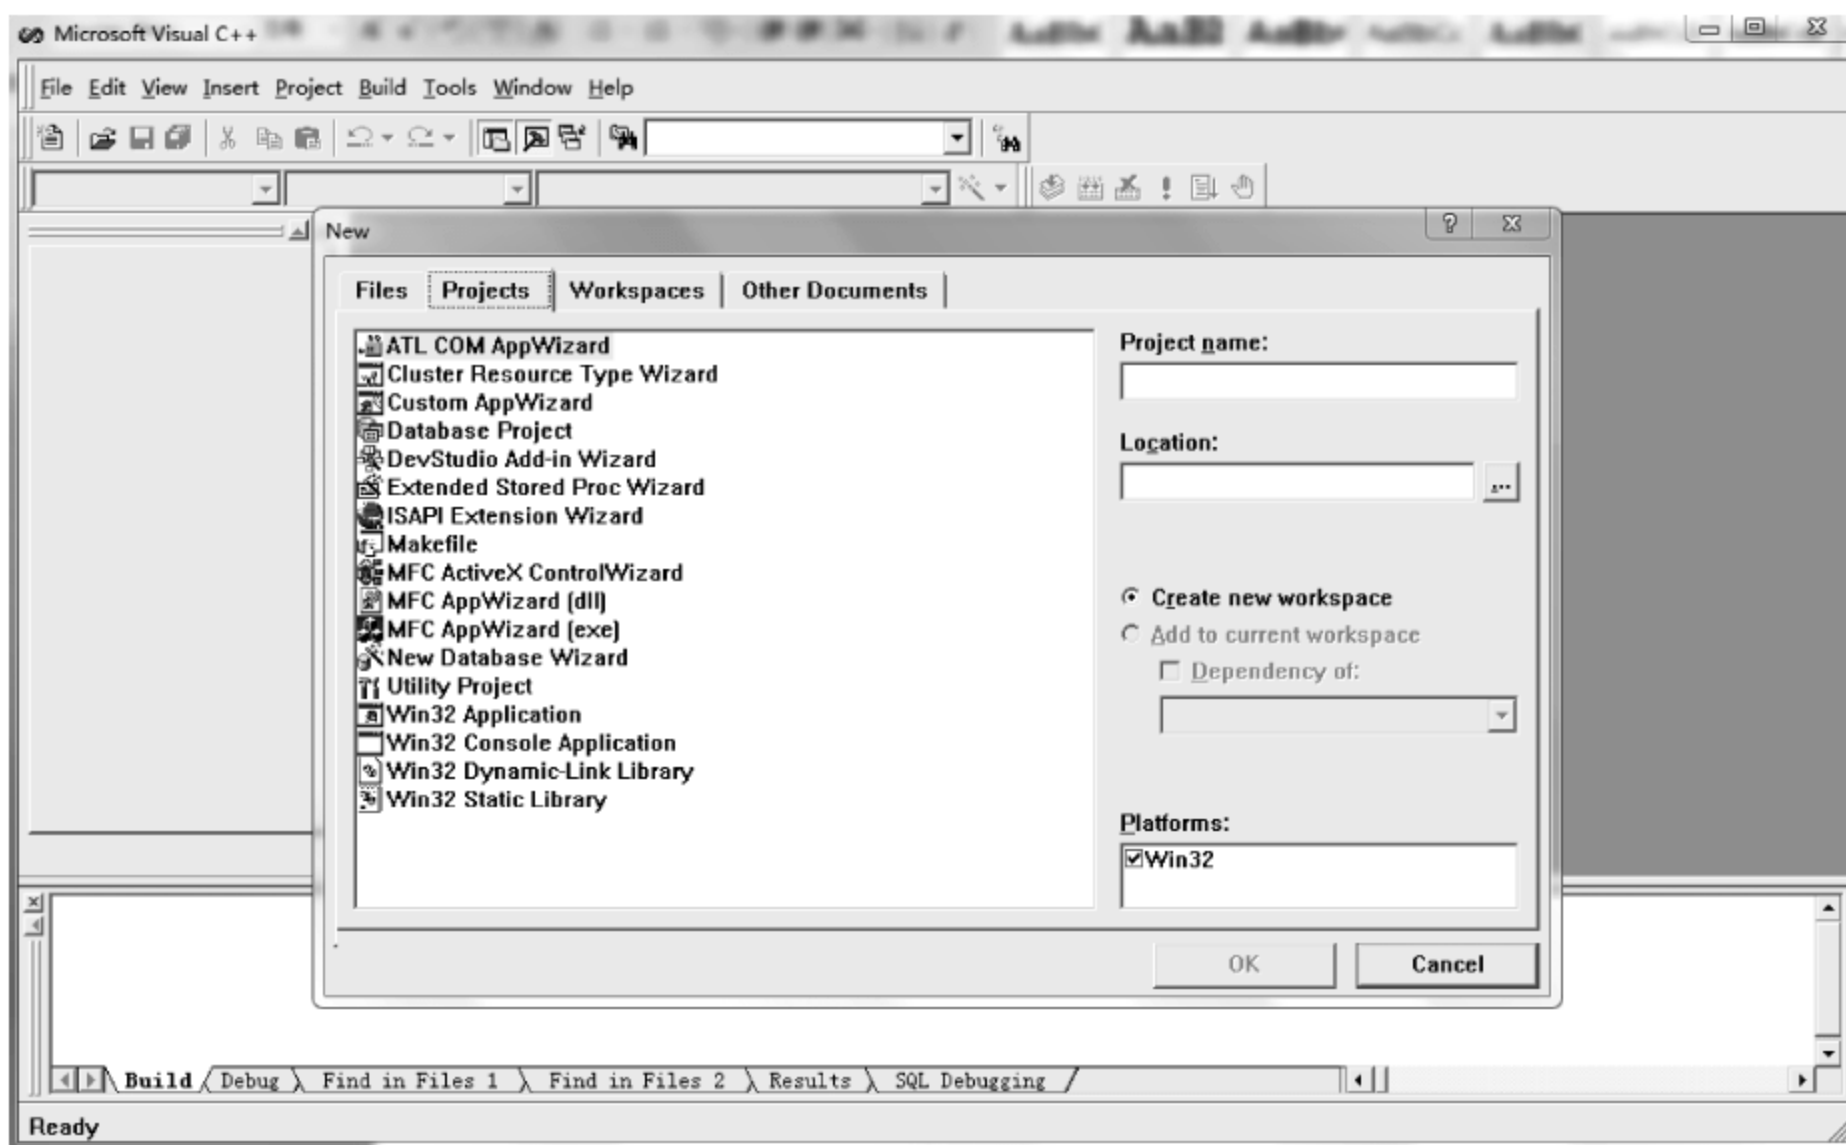 Microsoft Visual C++
File Edit View Insert Project Build Tools Window Help
New
Files Projects Workspaces Other Documents
ATL COM AppWizard
Cluster Resource Type Wizard
Custom AppWizard
Database Project
DevStudio Add-in Wizard
Extended Stored Proc Wizard
ISAPI Extension Wizard
Makefile
MFC ActiveX ControlWizard
MFC AppWizard (dll)
MFC AppWizard (exe)
New Database Wizard
Utility Project
Win32 Application
Win32 Console Application
Win32 Dynamic-Link Library
Win32 Static Library
Project name:
Location:
...
Create new workspace
Add to current workspace
Dependency of:
Platforms:
Win32
OK Cancel
Build Debug Find in Files 1 Find in Files 2 Results SQL Debugging
Ready